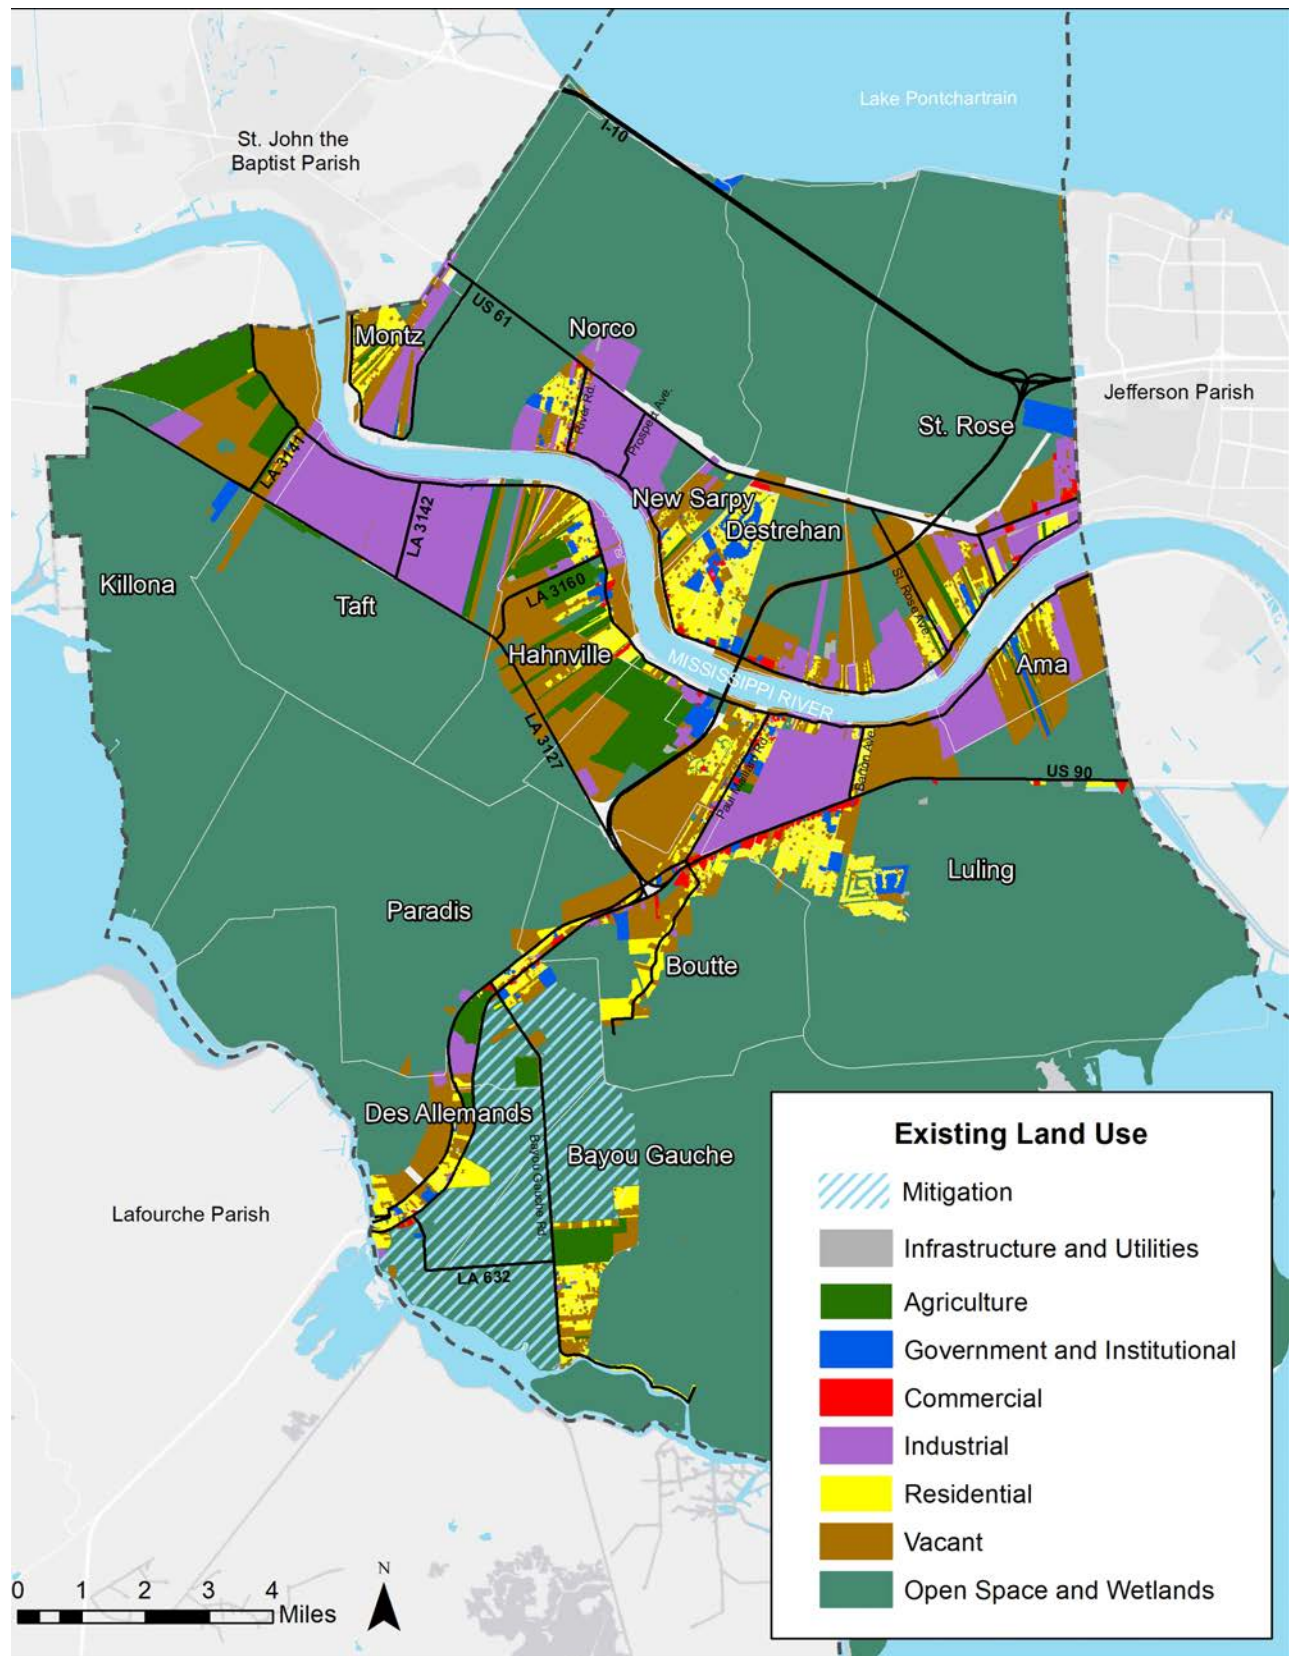 Lake Pontchartrain
I-10
St. John the
Baptist Parish
US 61
Norco
Montz
River Rd.
Prospect Ave.
Jefferson Parish
St. Rose
LA 3141
LA 3142
New Sarpy
Destrehan
Killona
Taft
LA 3160
St. Rose Ave.
Hahnville
Ama
MISSISSIPPI RIVER
LA 3127
Paul Maillard Rd.
Barton Ave.
US 90
Luling
Paradis
Boutte
Des Allemands
Bayou Gauche
Bayou Gauche Rd.
Lafourche Parish
LA 632
Existing Land Use
Mitigation
Infrastructure and Utilities
Agriculture
Government and Institutional
Commercial
Industrial
Residential
Vacant
Open Space and Wetlands
N
0 1 2 3 4
Miles